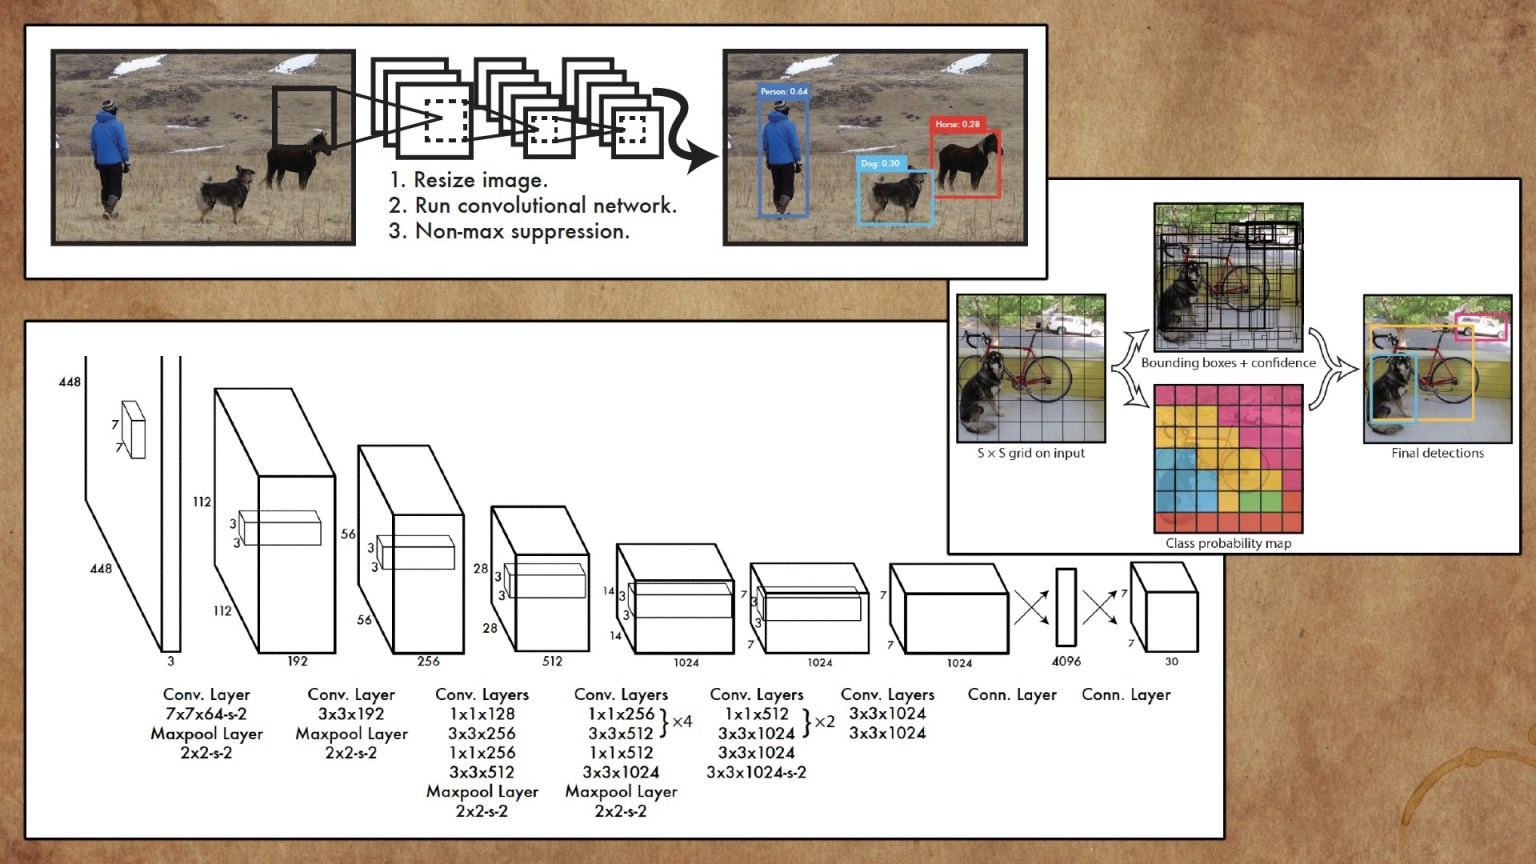 1. Resize image.
2. Run convolutional network.
3. Non-max suppression.
Person: 0.64
Horse: 0.28
Dog: 0.30
S × S grid on input
Bounding boxes + confidence
Class probability map
Final detections
448
448
7
7
3
112
112
3
3
192
56
56
3
3
256
28
28
3
3
512
14
14
3
3
1024
7
7
3
3
1024
7
7
1024
4096
7
7
30
Conv. Layer
7x7x64-s-2
Maxpool Layer
2x2-s-2
Conv. Layer
3x3x192
Maxpool Layer
2x2-s-2
Conv. Layers
1x1x128
3x3x256
1x1x256
3x3x512
Maxpool Layer
2x2-s-2
Conv. Layers
1x1x256
3x3x512 } ×4
1x1x512
3x3x1024
Maxpool Layer
2x2-s-2
Conv. Layers
1x1x512
3x3x1024 } ×2
3x3x1024
3x3x1024-s-2
Conv. Layers
3x3x1024
3x3x1024
Conn. Layer
Conn. Layer